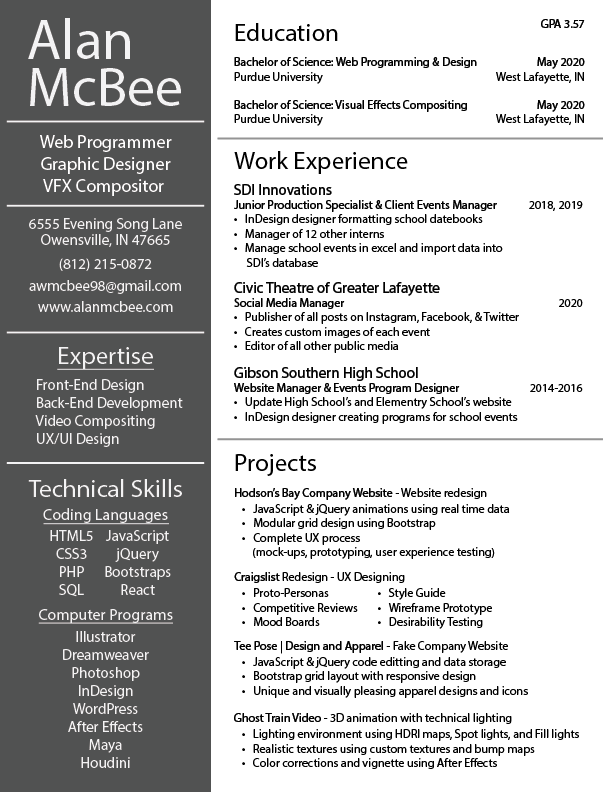 Alan
McBee
Web Programmer
Graphic Designer
VFX Compositor
6555 Evening Song Lane
Owensville, IN 47665
(812) 215-0872
awmcbee98@gmail.com
www.alanmcbee.com
Expertise
Front-End Design
Back-End Development
Video Compositing
UX/UI Design
Technical Skills
Coding Languages
HTML5 JavaScript
CSS3 jQuery
PHP Bootstraps
SQL React
Computer Programs
Illustrator
Dreamweaver
Photoshop
InDesign
WordPress
After Effects
Maya
Houdini
Education GPA 3.57
Bachelor of Science: Web Programming & Design May 2020
Purdue University West Lafayette, IN
Bachelor of Science: Visual Effects Compositing May 2020
Purdue University West Lafayette, IN
Work Experience
SDI Innovations
Junior Production Specialist & Client Events Manager 2018, 2019
• InDesign designer formatting school datebooks
• Manager of 12 other interns
• Manage school events in excel and import data into
SDI's database
Civic Theatre of Greater Lafayette
Social Media Manager 2020
• Publisher of all posts on Instagram, Facebook, & Twitter
• Creates custom images of each event
• Editor of all other public media
Gibson Southern High School
Website Manager & Events Program Designer 2014-2016
• Update High School's and Elementry School's website
• InDesign designer creating programs for school events
Projects
Hodson's Bay Company Website - Website redesign
• JavaScript & jQuery animations using real time data
• Modular grid design using Bootstrap
• Complete UX process
(mock-ups, prototyping, user experience testing)
Craigslist Redesign - UX Designing
• Proto-Personas • Style Guide
• Competitive Reviews • Wireframe Prototype
• Mood Boards • Desirability Testing
Tee Pose | Design and Apparel - Fake Company Website
• JavaScript & jQuery code editting and data storage
• Bootstrap grid layout with responsive design
• Unique and visually pleasing apparel designs and icons
Ghost Train Video - 3D animation with technical lighting
• Lighting environment using HDRI maps, Spot lights, and Fill lights
• Realistic textures using custom textures and bump maps
• Color corrections and vignette using After Effects